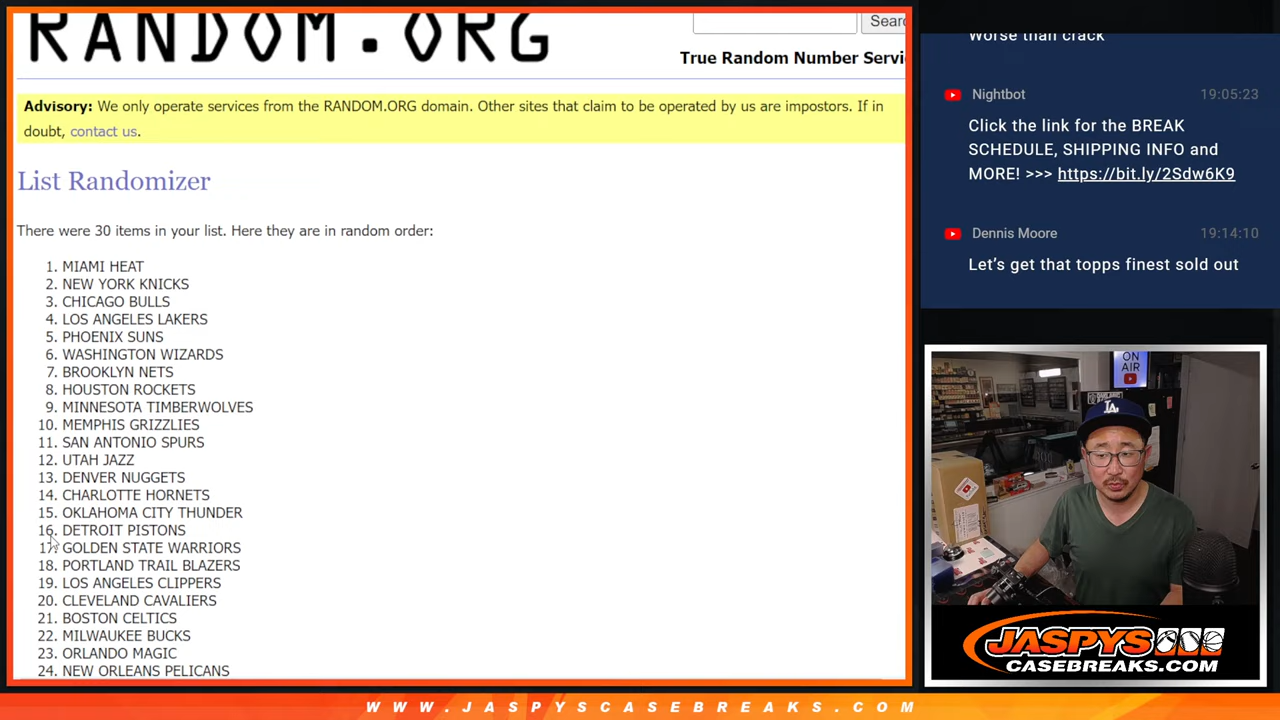 RANDOM.ORG
Searc
True Random Number Servi
Advisory: We only operate services from the RANDOM.ORG domain. Other sites that claim to be operated by us are impostors. If in
doubt, contact us.
List Randomizer
There were 30 items in your list. Here they are in random order:
1. MIAMI HEAT
2. NEW YORK KNICKS
3. CHICAGO BULLS
4. LOS ANGELES LAKERS
5. PHOENIX SUNS
6. WASHINGTON WIZARDS
7. BROOKLYN NETS
8. HOUSTON ROCKETS
9. MINNESOTA TIMBERWOLVES
10. MEMPHIS GRIZZLIES
11. SAN ANTONIO SPURS
12. UTAH JAZZ
13. DENVER NUGGETS
14. CHARLOTTE HORNETS
15. OKLAHOMA CITY THUNDER
16. DETROIT PISTONS
17. GOLDEN STATE WARRIORS
18. PORTLAND TRAIL BLAZERS
19. LOS ANGELES CLIPPERS
20. CLEVELAND CAVALIERS
21. BOSTON CELTICS
22. MILWAUKEE BUCKS
23. ORLANDO MAGIC
24. NEW ORLEANS PELICANS
Worse than crack
Nightbot 19:05:23
Click the link for the BREAK
SCHEDULE, SHIPPING INFO and
MORE! >>> https://bit.ly/2Sdw6K9
Dennis Moore 19:14:10
Let's get that topps finest sold out
ON
AIR
LA
JASPYS
CASEBREAKS.COM
WWW.JASPYSCASEBREAKS.COM